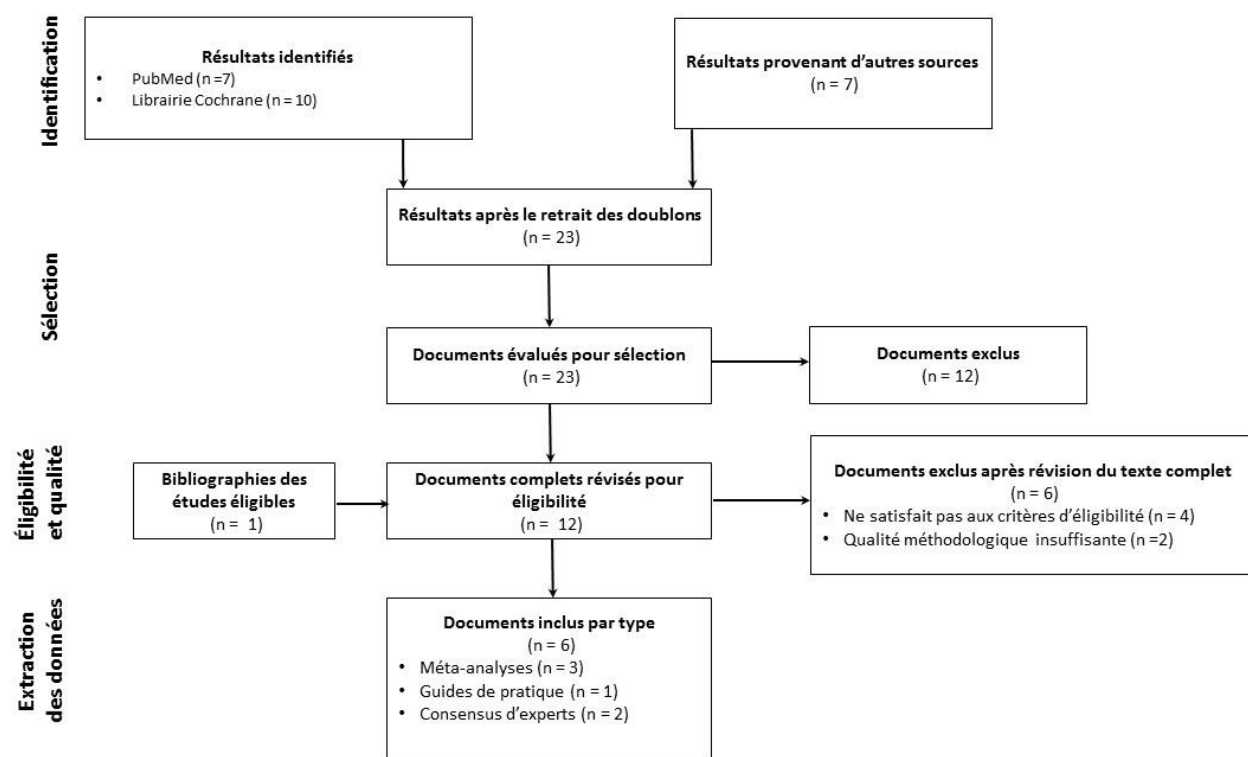 Identification
Résultats identifiés
• PubMed (n =7)
• Librairie Cochrane (n = 10)
Résultats provenant d’autres sources
(n = 7)
Sélection
Résultats après le retrait des doublons
(n = 23)
Documents évalués pour sélection
(n = 23)
Documents exclus
(n = 12)
Éligibilité
et qualité
Bibliographies des
études éligibles
(n = 1)
Documents complets révisés pour
éligibilité
(n = 12)
Documents exclus après révision du texte complet
(n = 6)
• Ne satisfait pas aux critères d’éligibilité (n = 4)
• Qualité méthodologique insuffisante (n =2)
Extraction
des données
Documents inclus par type
(n = 6)
• Méta-analyses (n = 3)
• Guides de pratique (n = 1)
• Consensus d’experts (n = 2)